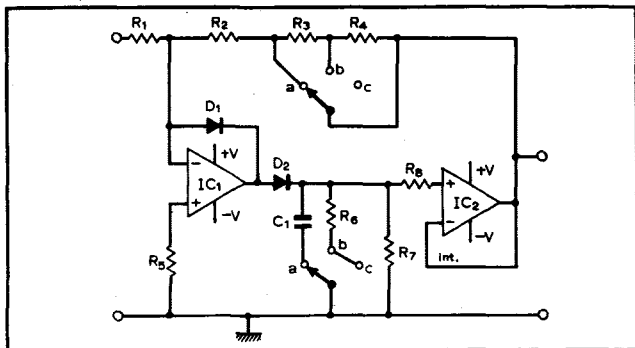 R1 R2 R3 R4
a b c
D1
+V
−
IC1
+
−V
D2
R5
C1
R6
a b c
R7
R8
+V
+
IC2
−
−V
int.